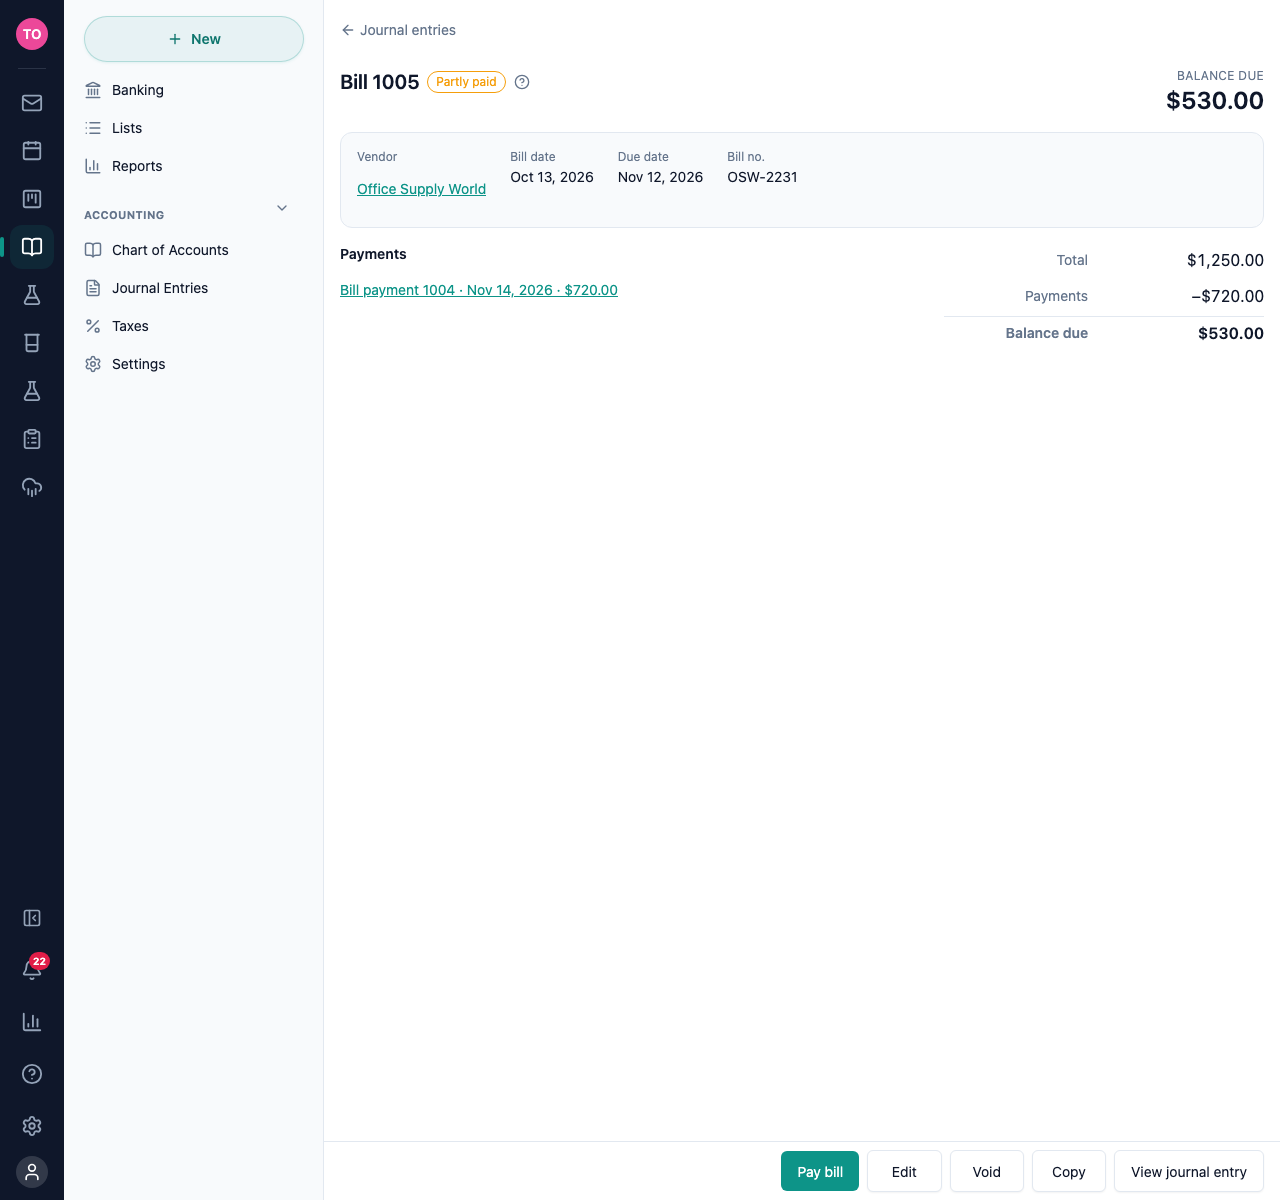 TO
New
Banking
Lists
Reports
ACCOUNTING
Chart of Accounts
Journal Entries
Taxes
Settings
22
Journal entries
Bill 1005 Partly paid
BALANCE DUE
$530.00
Vendor Bill date Due date Bill no.
Office Supply World Oct 13, 2026 Nov 12, 2026 OSW-2231
Payments
Bill payment 1004 · Nov 14, 2026 · $720.00
Total $1,250.00
Payments –$720.00
Balance due $530.00
Pay bill Edit Void Copy View journal entry